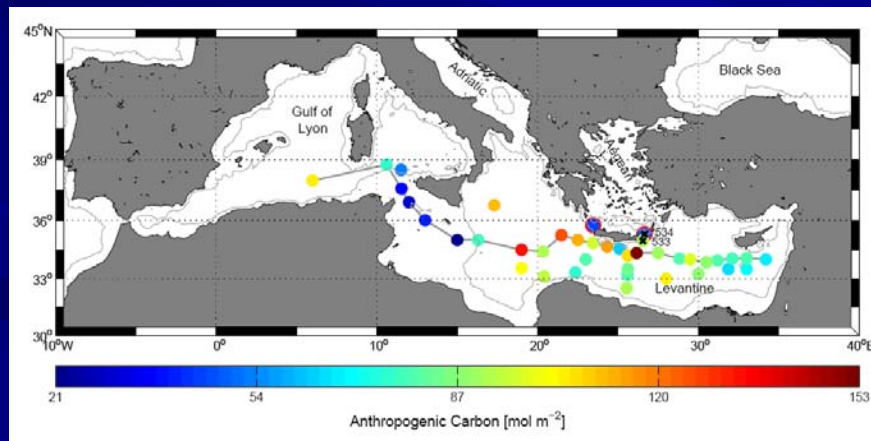 45°N
42°
39°
36°
33°
30°
10°W
0°
10°
20°
30°
40°E
Gulf of
Lyon
Adriatic
Aegean
Black Sea
Levantine
534
533
21
54
87
120
153
Anthropogenic Carbon [mol m⁻²]